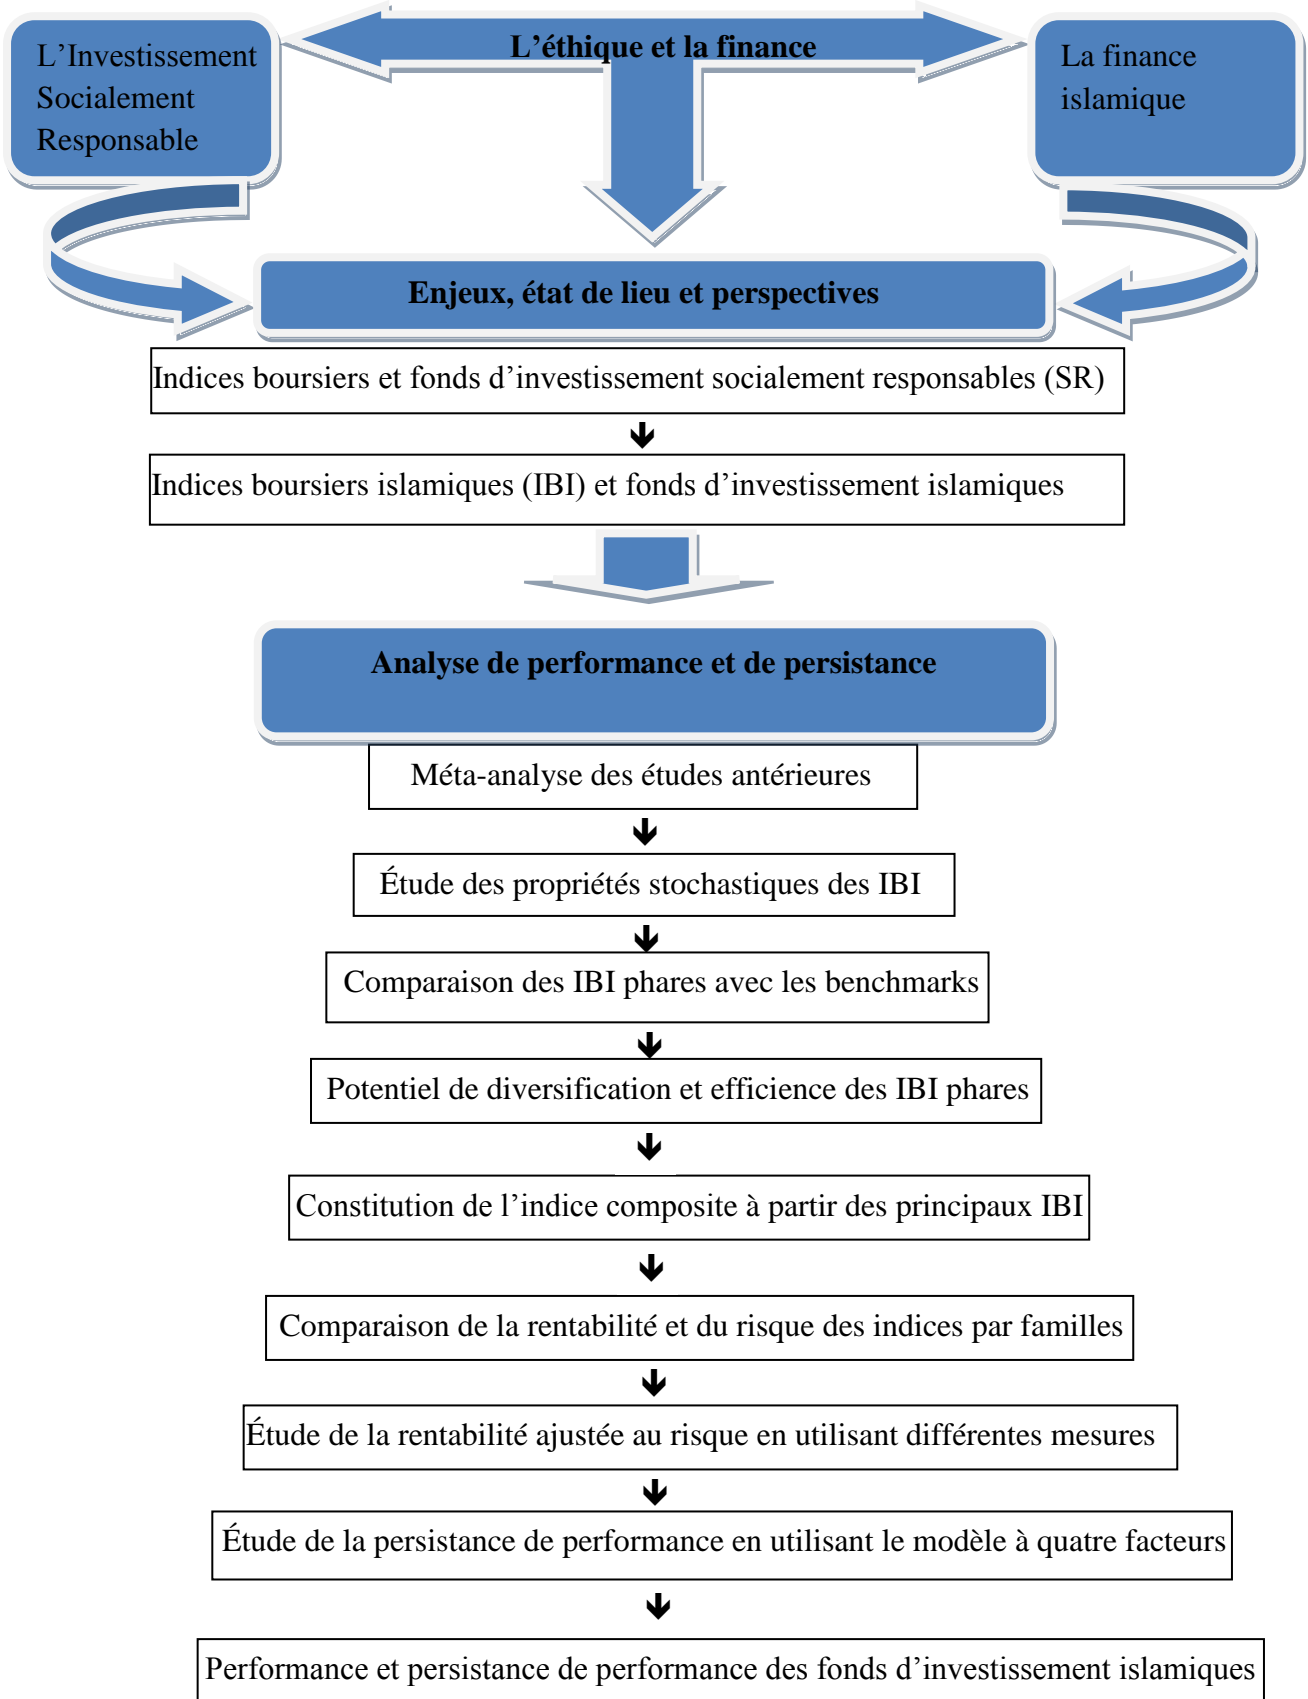 L’éthique et la finance
L’Investissement
Socialement
Responsable
La finance
islamique
Enjeux, état de lieu et perspectives
Indices boursiers et fonds d’investissement socialement responsables (SR)
Indices boursiers islamiques (IBI) et fonds d’investissement islamiques
Analyse de performance et de persistance
Méta-analyse des études antérieures
Étude des propriétés stochastiques des IBI
Comparaison des IBI phares avec les benchmarks
Potentiel de diversification et efficience des IBI phares
Constitution de l’indice composite à partir des principaux IBI
Comparaison de la rentabilité et du risque des indices par familles
Étude de la rentabilité ajustée au risque en utilisant différentes mesures
Étude de la persistance de performance en utilisant le modèle à quatre facteurs
Performance et persistance de performance des fonds d’investissement islamiques